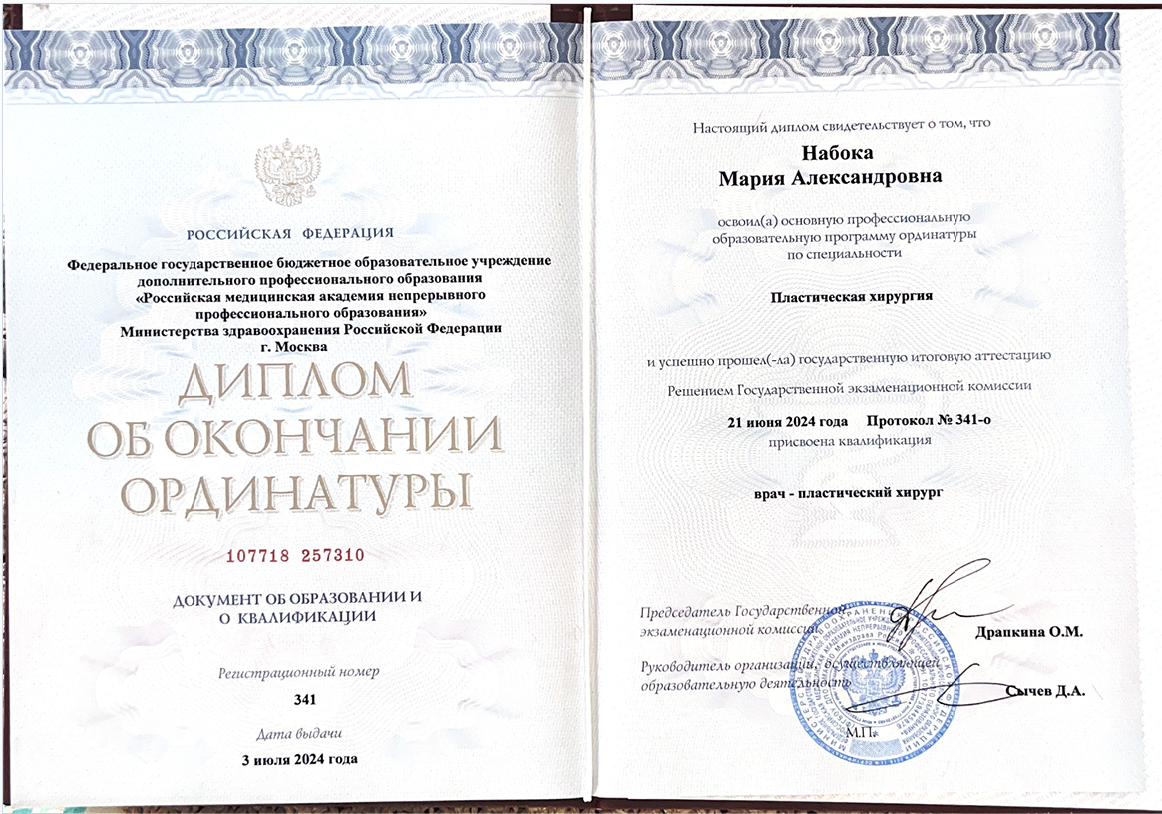 РОССИЙСКАЯ ФЕДЕРАЦИЯ
Федеральное государственное бюджетное образовательное учреждение
дополнительного профессионального образования
«Российская медицинская академия непрерывного
профессионального образования»
Министерства здравоохранения Российской Федерации
г. Москва
ДИПЛОМ
ОБ ОКОНЧАНИИ
ОРДИНАТУРЫ
107718 257310
ДОКУМЕНТ ОБ ОБРАЗОВАНИИ И
О КВАЛИФИКАЦИИ
Регистрационный номер
341
Дата выдачи
3 июля 2024 года
Настоящий диплом свидетельствует о том, что
Набока
Мария Александровна
освоил(а) основную профессиональную
образовательную программу ординатуры
по специальности
Пластическая хирургия
и успешно прошел(-ла) государственную итоговую аттестацию
Решением Государственной экзаменационной комиссии
21 июня 2024 года Протокол № 341-о
присвоена квалификация
врач - пластический хирург
Председатель Государственной
экзаменационной комиссии
Драпкина О.М.
Руководитель организации, осуществляющей
образовательную деятельность
Сычев Д.А.
М.П.